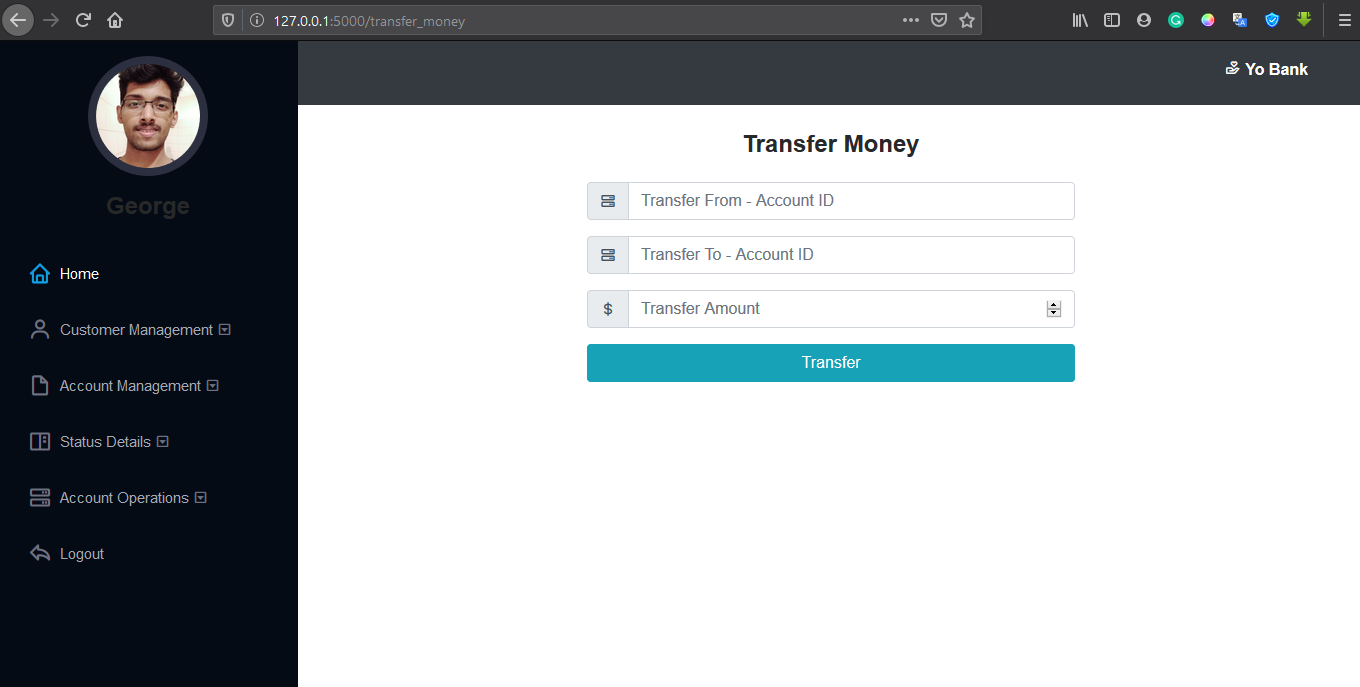 127.0.0.1:5000/transfer_money
Yo Bank
George
Home
Customer Management
Account Management
Status Details
Account Operations
Logout
Transfer Money
Transfer From - Account ID
Transfer To - Account ID
$ Transfer Amount
Transfer